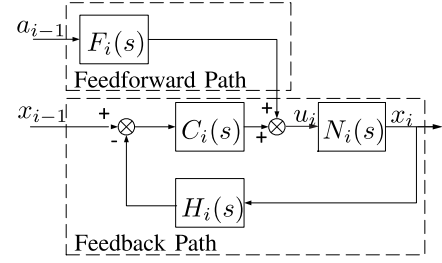 a_{i-1}
F_i(s)
Feedforward Path
x_{i-1}
+
-
C_i(s)
+
+
u_i
N_i(s)
x_i
H_i(s)
Feedback Path